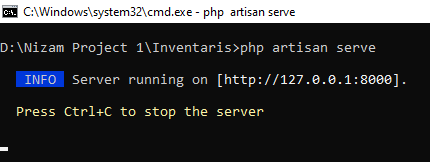 C:\Windows\system32\cmd.exe - php  artisan serve
D:\Nizam Project 1\Inventaris>php artisan serve
INFO  Server running on [http://127.0.0.1:8000].
Press Ctrl+C to stop the server